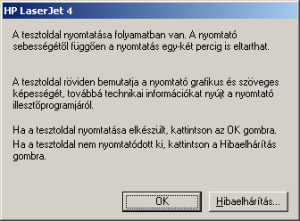 HP LaserJet 4
A tesztoldal nyomtatása folyamatban van. A nyomtató
sebességétől függően a nyomtatás egy-két percig is eltarthat.
A tesztoldal röviden bemutatja a nyomtató grafikus és szöveges
képességét, továbbá technikai információkat nyújt a nyomtató
illesztőprogramjáról.
Ha a tesztoldal nyomtatása elkészült, kattintson az OK gombra.
Ha a tesztoldal nem nyomtatódott ki, kattintson a Hibaelhárítás
gombra.
OK
Hibaelhárítás...